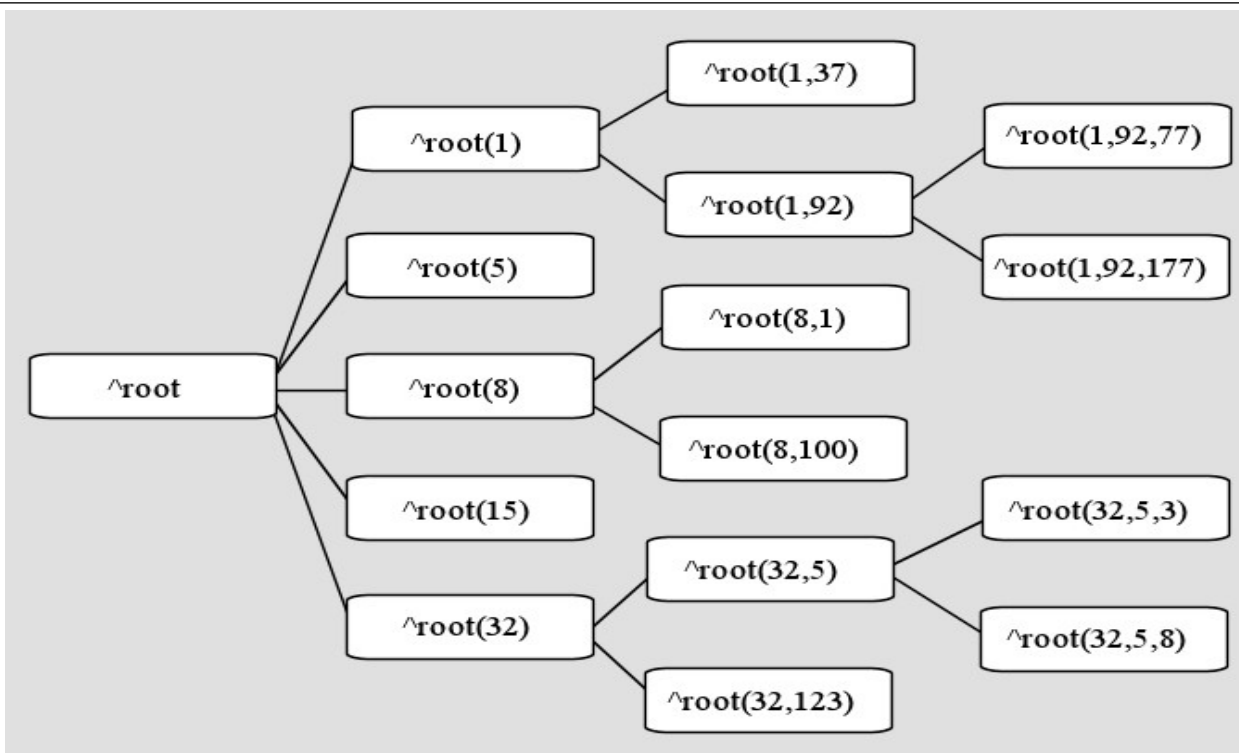 ^root
^root(1)
^root(5)
^root(8)
^root(15)
^root(32)
^root(1,37)
^root(1,92)
^root(8,1)
^root(8,100)
^root(32,5)
^root(32,123)
^root(1,92,77)
^root(1,92,177)
^root(32,5,3)
^root(32,5,8)